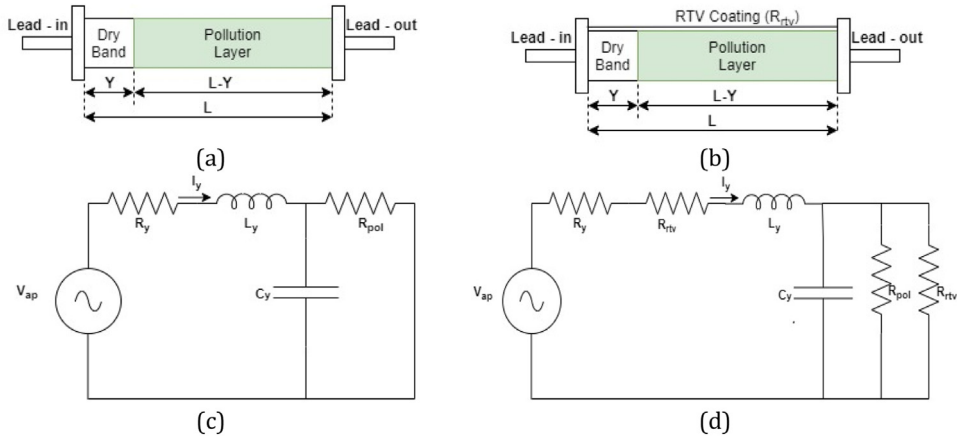 Lead - in
Dry
Band
Pollution
Layer
Lead - out
Y
L-Y
L
(a)
RTV Coating (Rrtv)
Lead - in
Dry
Band
Pollution
Layer
Lead - out
Y
L-Y
L
(b)
Iy
Ry
Ly
Rpol
Vap
Cy
(c)
Iy
Ry
Rrtv
Ly
Vap
Cy
Rpol
Rrtv
(d)